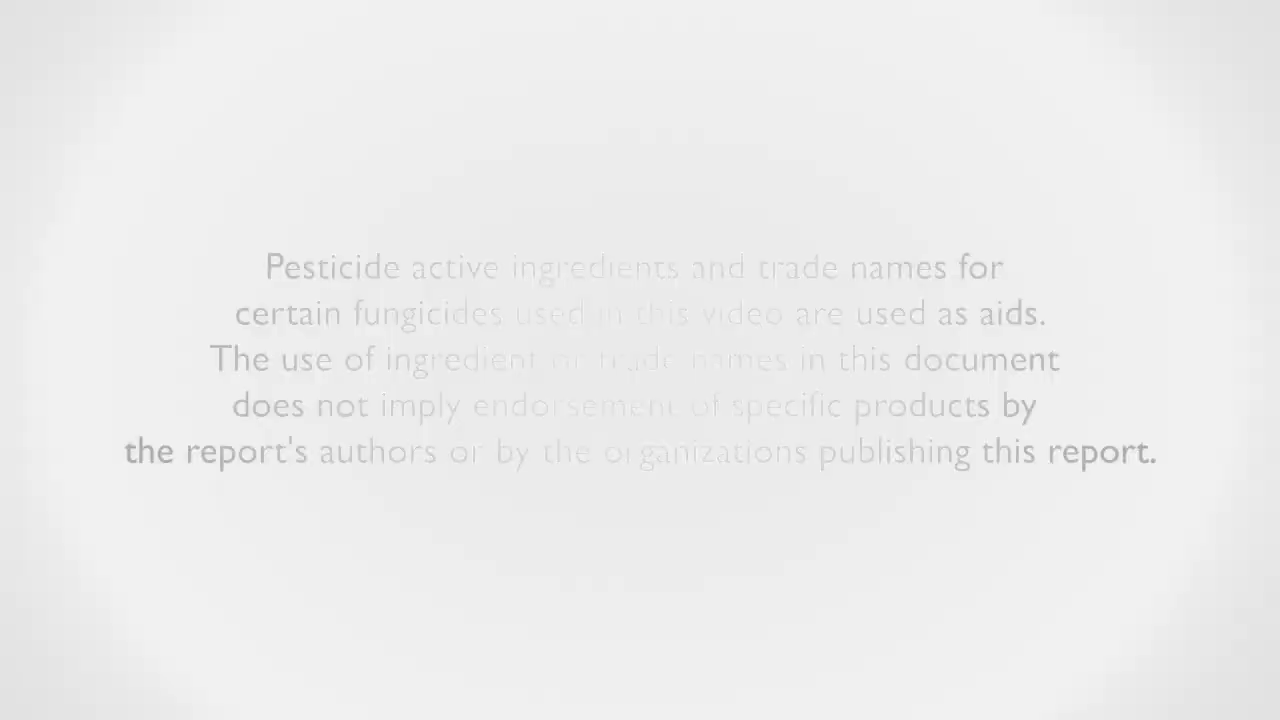 Pesticide active ingredients and trade names for
certain fungicides used in this video are used as aids.
The use of ingredient or trade names in this document
does not imply endorsement of specific products by
the report's authors or by the organizations publishing this report.